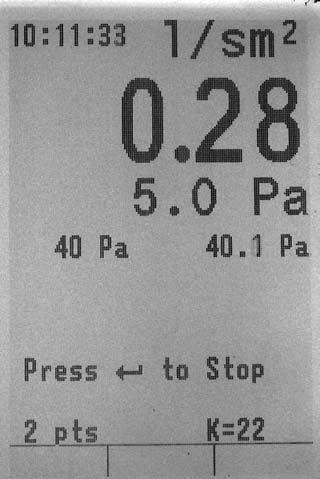 10:11:33 l/sm²
0.28
5.0 Pa
40 Pa 40.1 Pa
Press ↵ to Stop
2 pts K=22